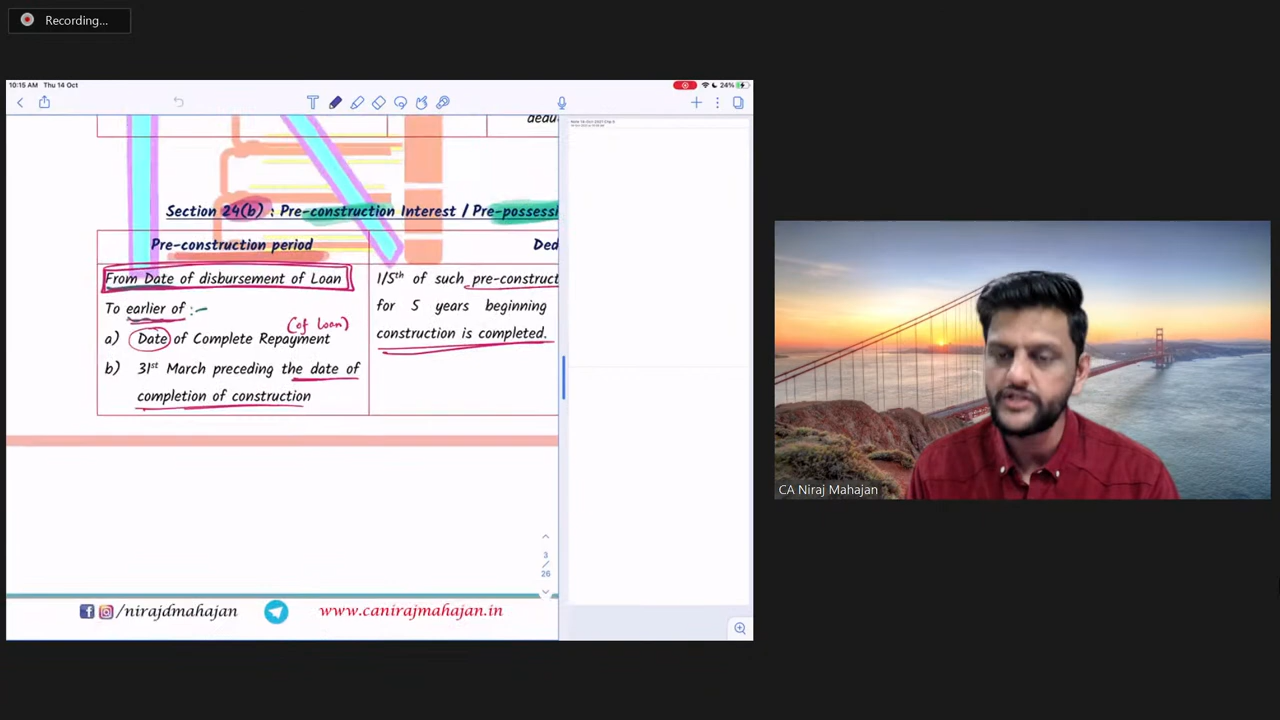 Recording...
10:15 AM Thu 14 Oct
24%
T
dedu
Section 24(b) : Pre-construction Interest / Pre-possessi
Pre-construction period
Ded
From Date of disbursement of Loan
To earlier of :-
(of loan)
a) Date of Complete Repayment
b) 31st March preceding the date of
completion of construction
1/5th of such pre-construct
for 5 years beginning
construction is completed.
3
/
26
/nirajdmahajan
www.canirajmahajan.in
CA Niraj Mahajan